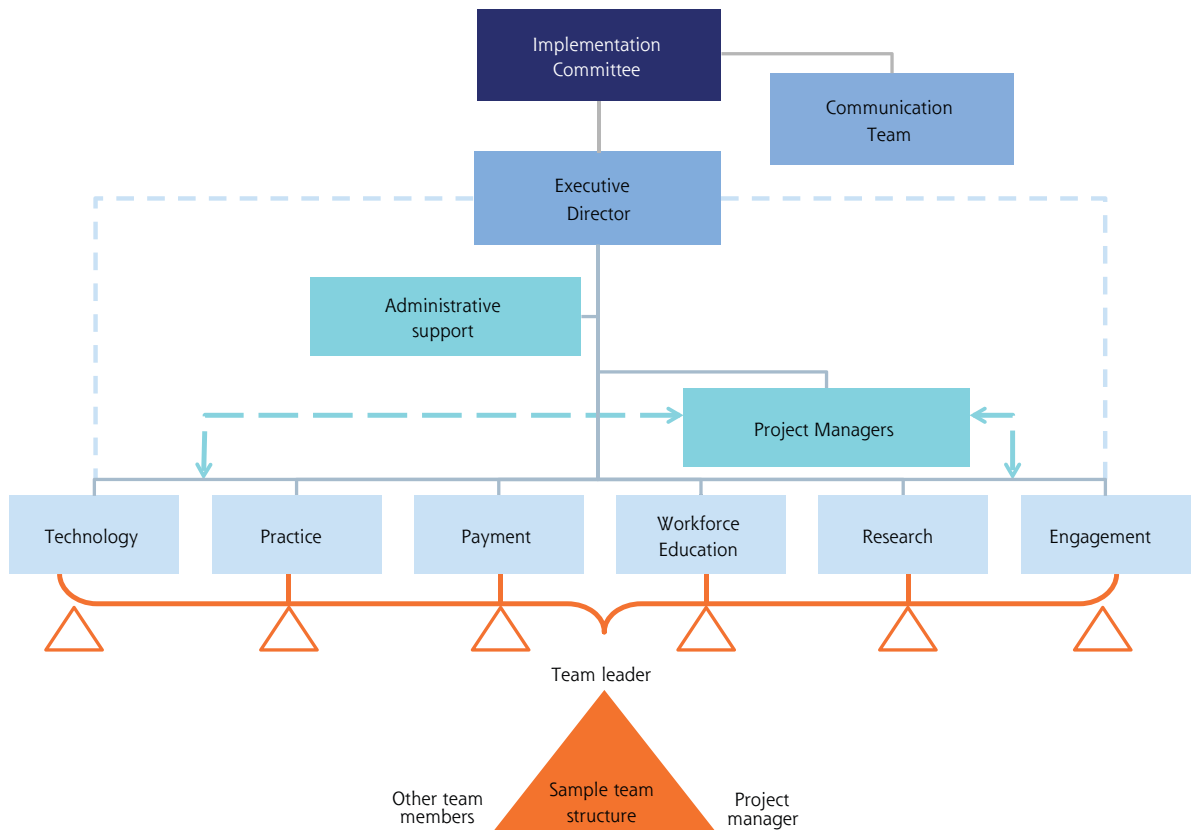 Implementation
Committee
Communication
Team
Executive
Director
Administrative
support
Project Managers
Technology
Practice
Payment
Workforce
Education
Research
Engagement
Team leader
Sample team
structure
Other team
members
Project
manager